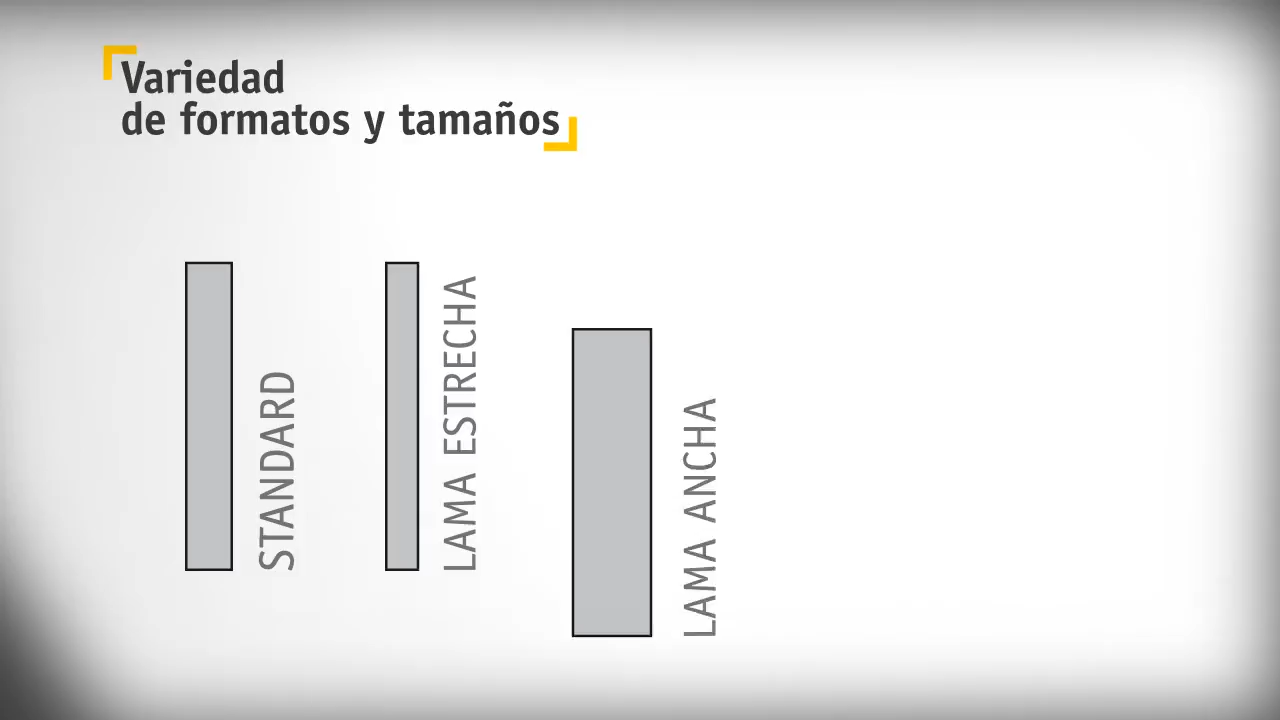 Variedad
de formatos y tamaños
STANDARD
LAMA ESTRECHA
LAMA ANCHA